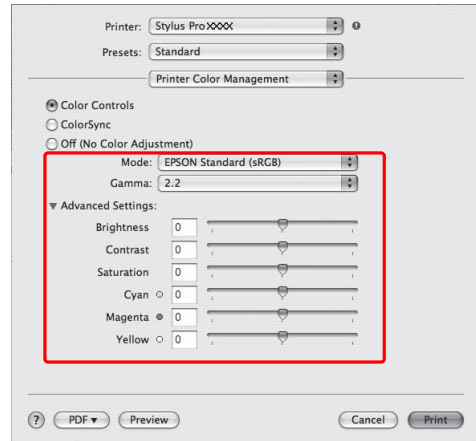 Printer: Stylus Pro XXXX
Presets: Standard
Printer Color Management
Color Controls
ColorSync
Off (No Color Adjustment)
Mode: EPSON Standard (sRGB)
Gamma: 2.2
Advanced Settings:
Brightness 0
Contrast 0
Saturation 0
Cyan 0
Magenta 0
Yellow 0
? PDF Preview Cancel Print